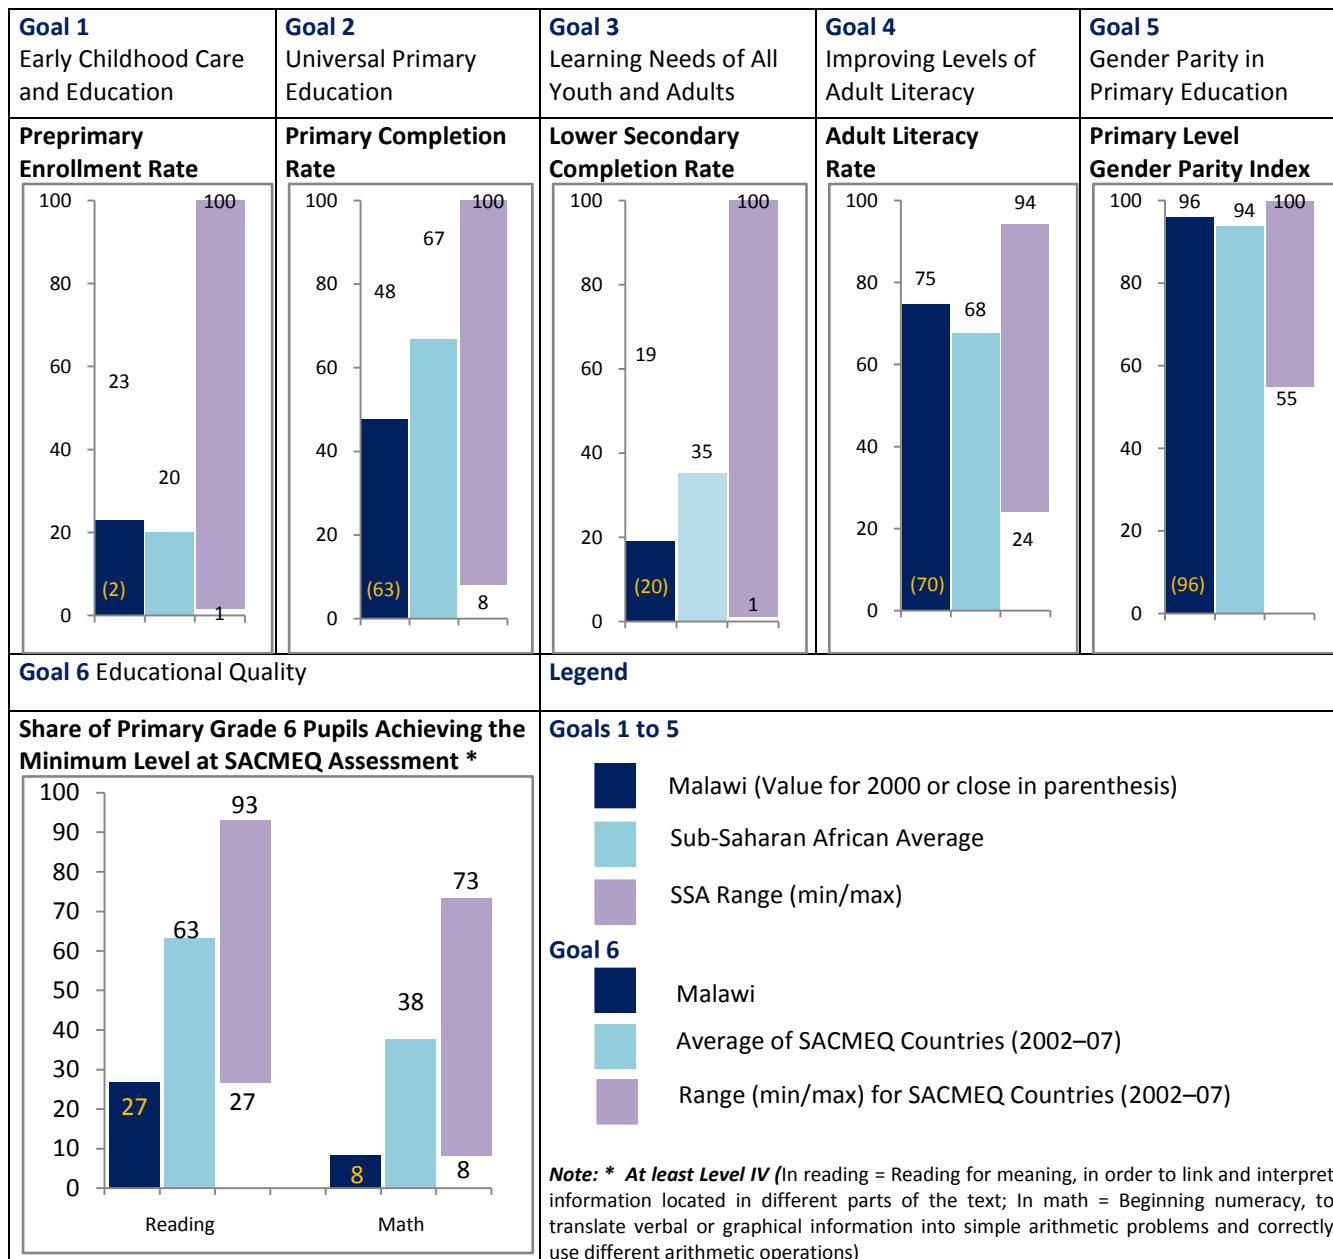 Goal 1
Early Childhood Care
and Education
Goal 2
Universal Primary
Education
Goal 3
Learning Needs of All
Youth and Adults
Goal 4
Improving Levels of
Adult Literacy
Goal 5
Gender Parity in
Primary Education
Preprimary
Enrollment Rate
100
80
60
40
20
0
23
20
100
(2)
1
Primary Completion
Rate
100
80
60
40
20
0
48
67
100
(63)
8
Lower Secondary
Completion Rate
100
80
60
40
20
0
19
35
100
(20)
1
Adult Literacy
Rate
100
80
60
40
20
0
75
68
94
(70)
24
Primary Level
Gender Parity Index
100
80
60
40
20
0
96
94
100
(96)
55
Goal 6 Educational Quality
Share of Primary Grade 6 Pupils Achieving the
Minimum Level at SACMEQ Assessment *
100
90
80
70
60
50
40
30
20
10
0
27
63
93
27
8
38
73
8
Reading
Math
Legend
Goals 1 to 5
Malawi (Value for 2000 or close in parenthesis)
Sub-Saharan African Average
SSA Range (min/max)
Goal 6
Malawi
Average of SACMEQ Countries (2002–07)
Range (min/max) for SACMEQ Countries (2002–07)
Note: * At least Level IV (In reading = Reading for meaning, in order to link and interpret
information located in different parts of the text; In math = Beginning numeracy, to
translate verbal or graphical information into simple arithmetic problems and correctly
use different arithmetic operations)